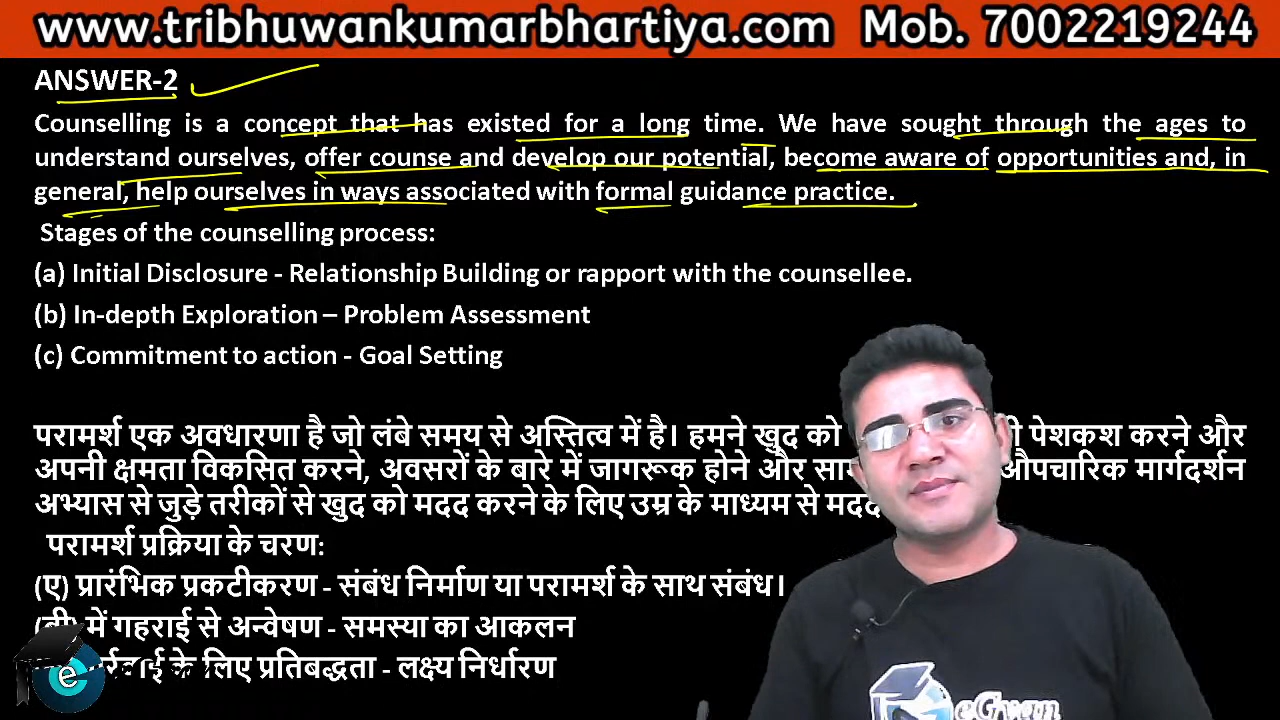 www.tribhuwankumarbhartiya.com Mob. 7002219244
ANSWER-2
Counselling is a concept that has existed for a long time. We have sought through the ages to
understand ourselves, offer counse and develop our potential, become aware of opportunities and, in
general, help ourselves in ways associated with formal guidance practice.
Stages of the counselling process:
(a) Initial Disclosure - Relationship Building or rapport with the counsellee.
(b) In-depth Exploration – Problem Assessment
(c) Commitment to action - Goal Setting
परामर्श एक अवधारणा है जो लंबे समय से अस्तित्व में है। हमने खुद को पेशकश करने और
अपनी क्षमता विकसित करने, अवसरों के बारे में जागरूक होने और औपचारिक मार्गदर्शन
अभ्यास से जुड़े तरीकों से खुद को मदद करने के लिए उम्र के माध्यम से मदद
परामर्श प्रक्रिया के चरण:
(ए) प्रारंभिक प्रकटीकरण - संबंध निर्माण या परामर्श के साथ संबंध।
में गहराई से अन्वेषण - समस्या का आकलन
के लिए प्रतिबद्धता - लक्ष्य निर्धारण
e
eGyan